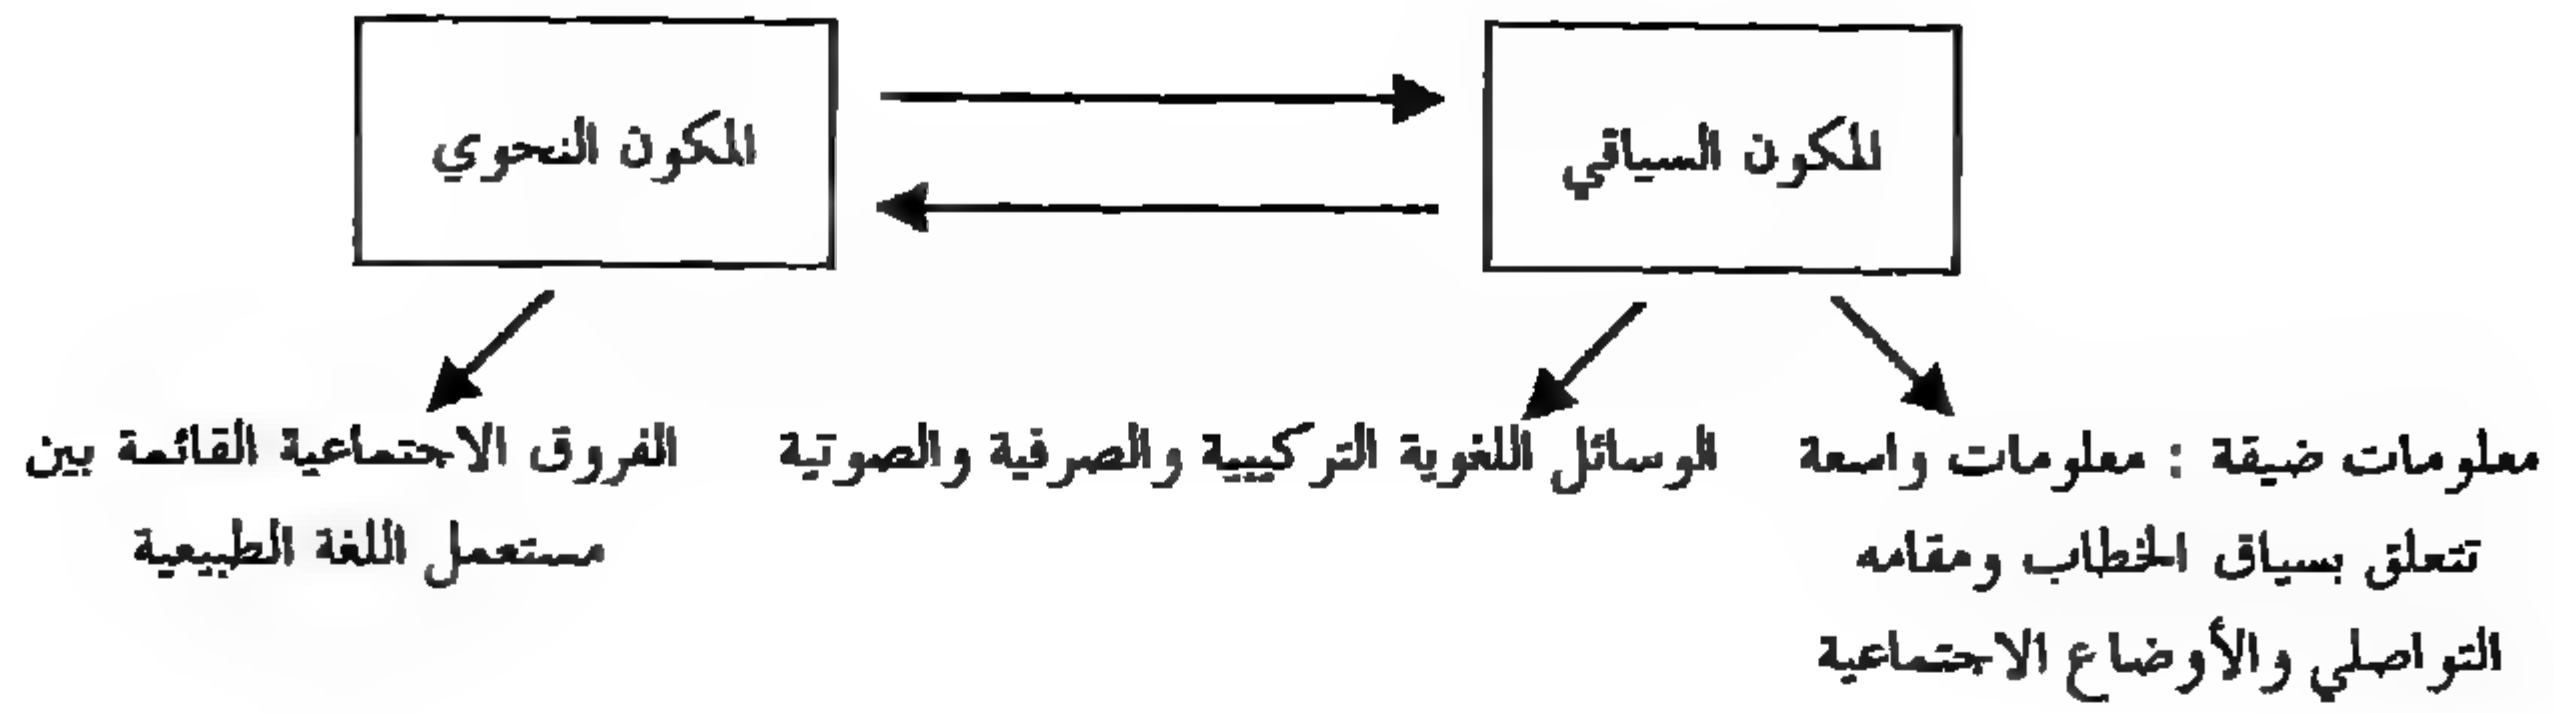 المكون السياقي
المكون النحوي
معلومات ضيقة : معلومات واسعة
تتعلق بسياق الخطاب ومقامه
التواصلي والأوضاع الاجتماعية
الوسائل اللغوية التركيبية والصرفية والصوتية
الفروق الاجتماعية القائمة بين
مستعمل اللغة الطبيعية